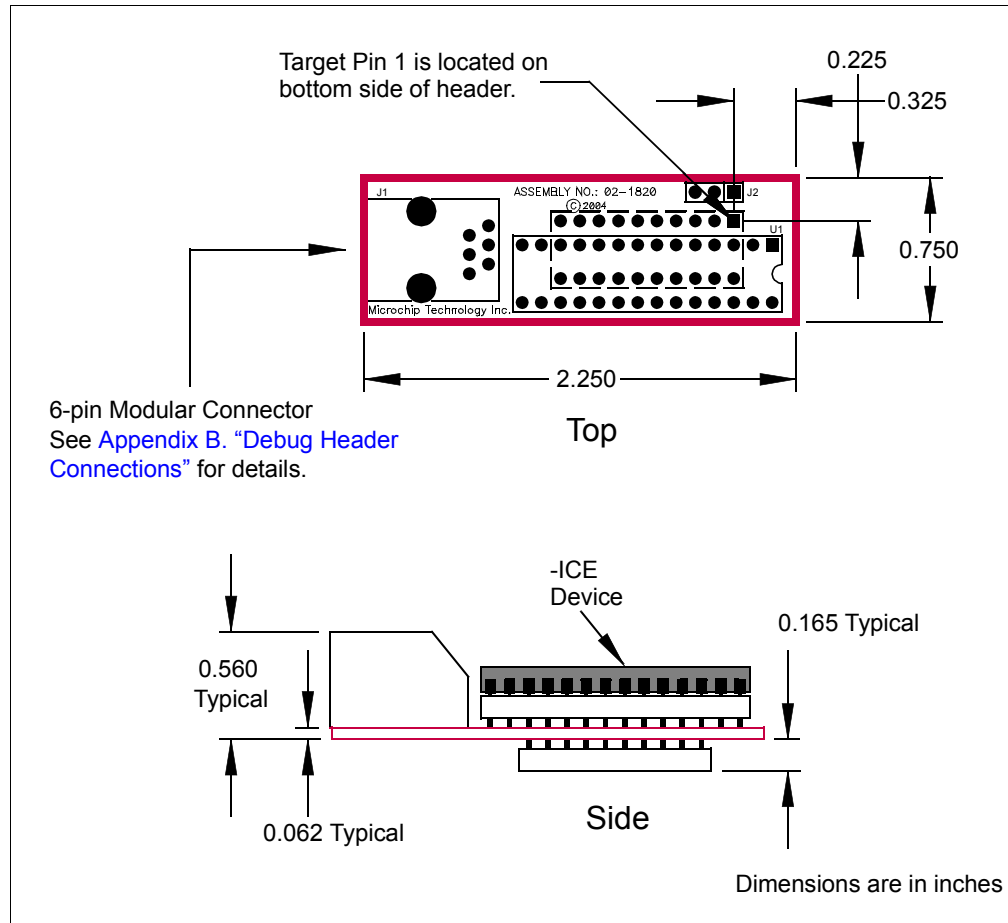 Target Pin 1 is located on
bottom side of header.
0.225
0.325
J1
ASSEMBLY NO.: 02-1820
© 2004
J2
U1
0.750
Microchip Technology Inc.
2.250
Top
6-pin Modular Connector
See Appendix B. “Debug Header
Connections” for details.
-ICE
Device
0.165 Typical
0.560
Typical
0.062 Typical
Side
Dimensions are in inches